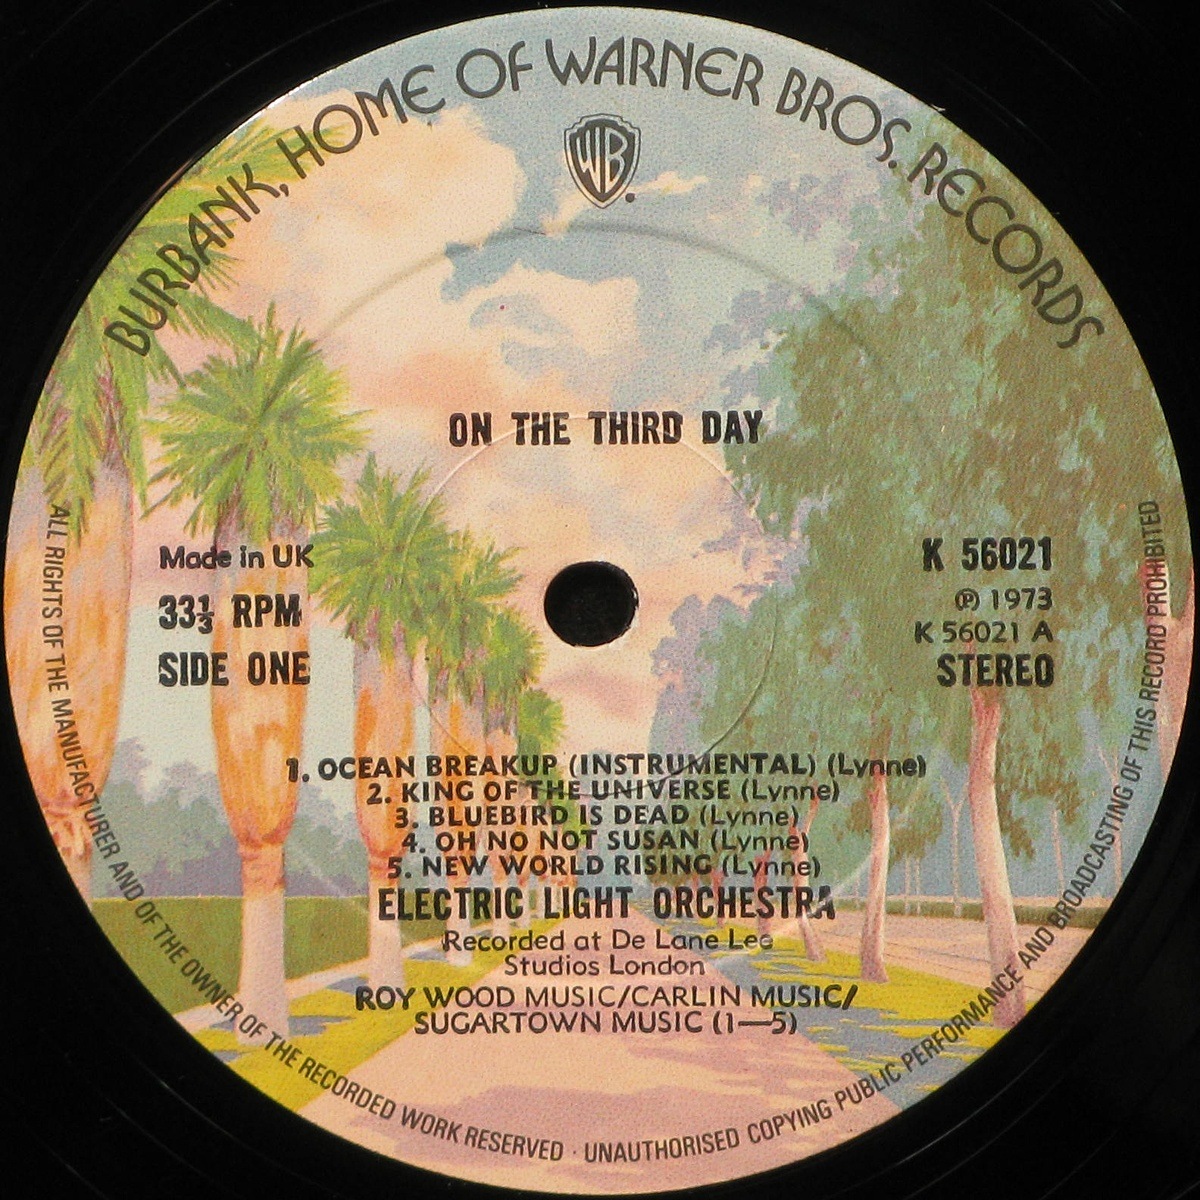 BURBANK, HOME OF WARNER BROS. RECORDS
WB
ON THE THIRD DAY
Made in UK
33⅓ RPM
SIDE ONE
K 56021
℗ 1973
K 56021 A
STEREO
1. OCEAN BREAKUP (INSTRUMENTAL) (Lynne)
2. KING OF THE UNIVERSE (Lynne)
3. BLUEBIRD IS DEAD (Lynne)
4. OH NO NOT SUSAN (Lynne)
5. NEW WORLD RISING (Lynne)
ELECTRIC LIGHT ORCHESTRA
Recorded at De Lane Lee
Studios London
ROY WOOD MUSIC/CARLIN MUSIC/
SUGARTOWN MUSIC (1—5)
ALL RIGHTS OF THE MANUFACTURER AND OF THE OWNER OF THE RECORDED WORK RESERVED · UNAUTHORISED COPYING PUBLIC PERFORMANCE AND BROADCASTING OF THIS RECORD PROHIBITED